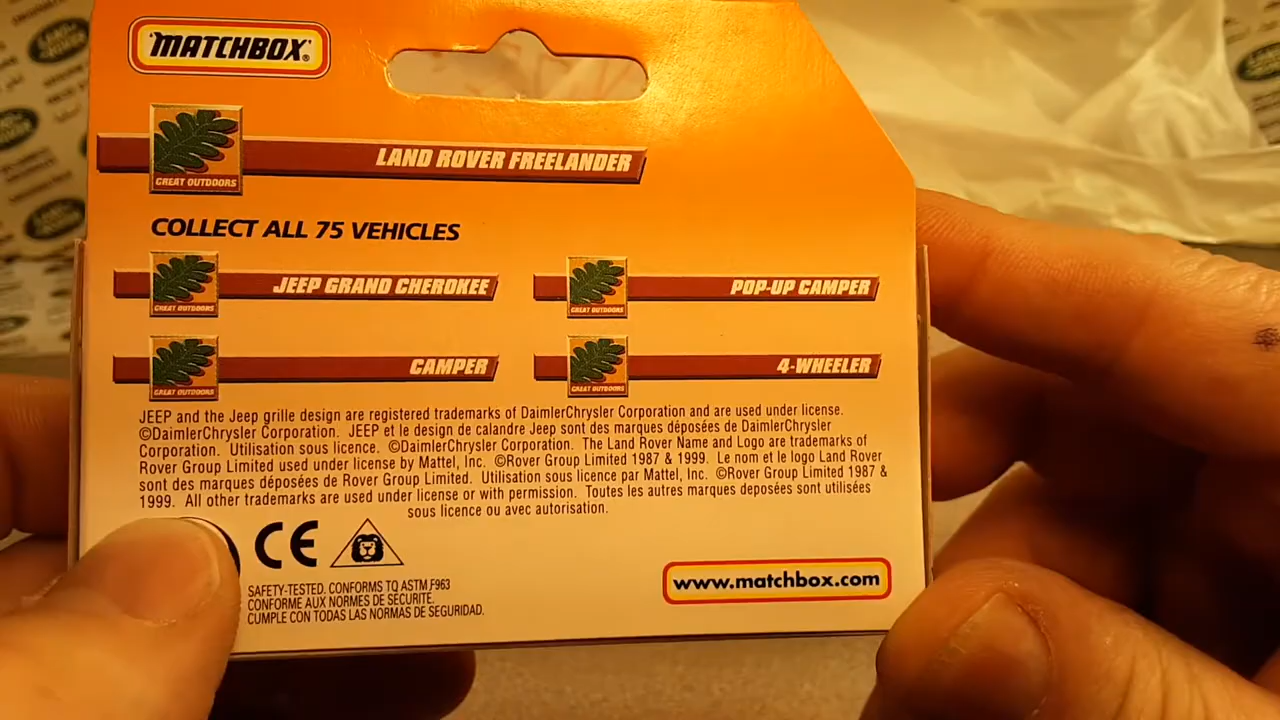 MATCHBOX®
LAND ROVER FREELANDER
GREAT OUTDOORS
COLLECT ALL 75 VEHICLES
JEEP GRAND CHEROKEE
GREAT OUTDOORS
POP-UP CAMPER
GREAT OUTDOORS
CAMPER
GREAT OUTDOORS
4-WHEELER
GREAT OUTDOORS
JEEP and the Jeep grille design are registered trademarks of DaimlerChrysler Corporation and are used under license.
©DaimlerChrysler Corporation. JEEP et le design de calandre Jeep sont des marques déposées de DaimlerChrysler
Corporation. Utilisation sous licence. ©DaimlerChrysler Corporation. The Land Rover Name and Logo are trademarks of
Rover Group Limited used under license by Mattel, Inc. ©Rover Group Limited 1987 & 1999. Le nom et le logo Land Rover
sont des marques déposées de Rover Group Limited. Utilisation sous licence par Mattel, Inc. ©Rover Group Limited 1987 &
1999. All other trademarks are used under license or with permission. Toutes les autres marques deposées sont utilisées
sous licence ou avec autorisation.
CE
SAFETY-TESTED. CONFORMS TO ASTM F963
CONFORME AUX NORMES DE SÉCURITÉ.
CUMPLE CON TODAS LAS NORMAS DE SEGURIDAD.
www.matchbox.com